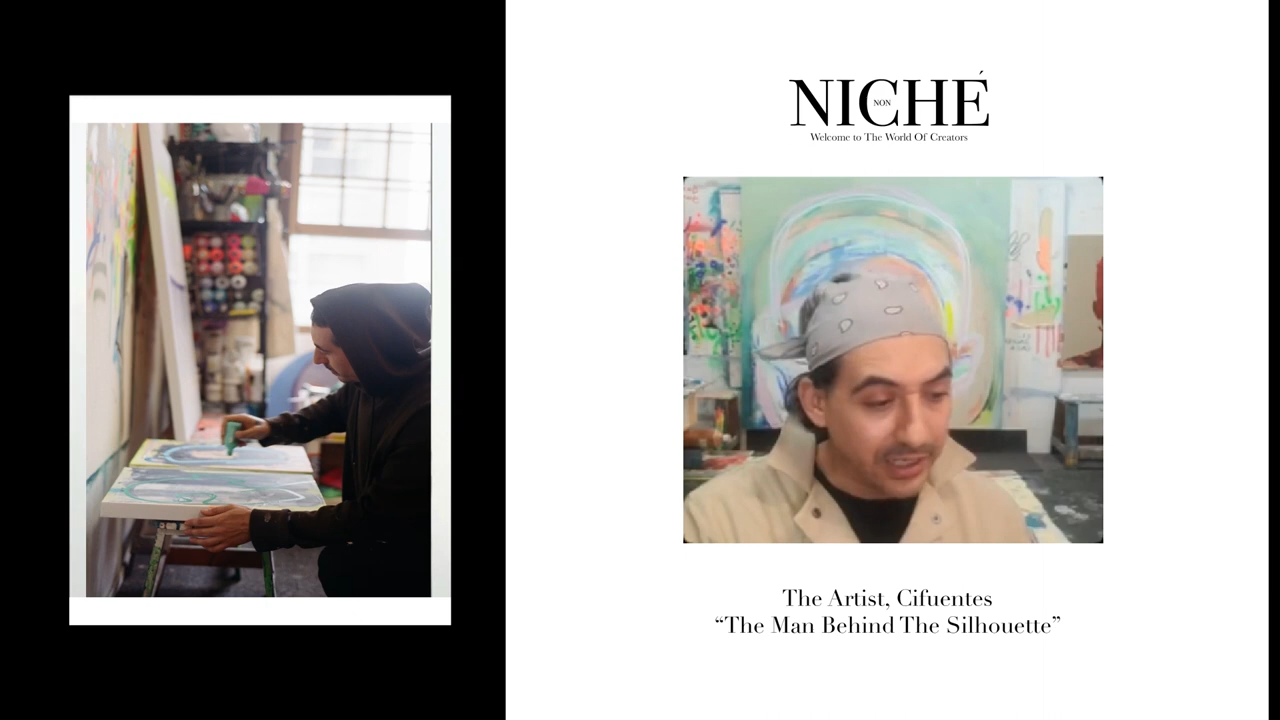 NICHÉ
NON
Welcome to The World Of Creators
The Artist, Cifuentes
“The Man Behind The Silhouette”